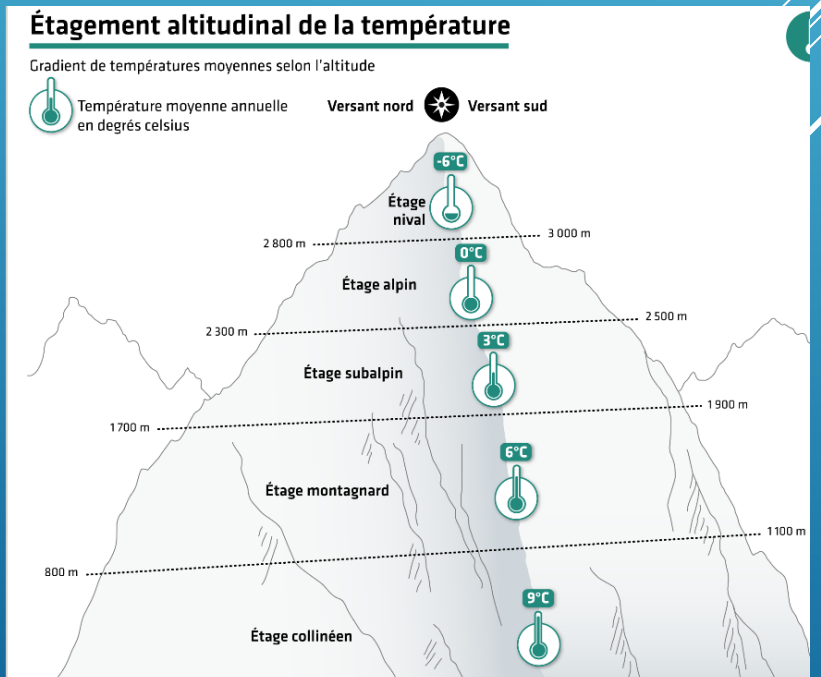 Étagement altitudinal de la température
Gradient de températures moyennes selon l'altitude
Température moyenne annuelle
en degrés celsius
Versant nord
Versant sud
-6°C
Étage
nival
2 800 m
3 000 m
0°C
Étage alpin
2 300 m
2 500 m
3°C
Étage subalpin
1700 m
1 900 m
6°C
Étage montagnard
800 m
1100 m
9°C
Étage collinéen